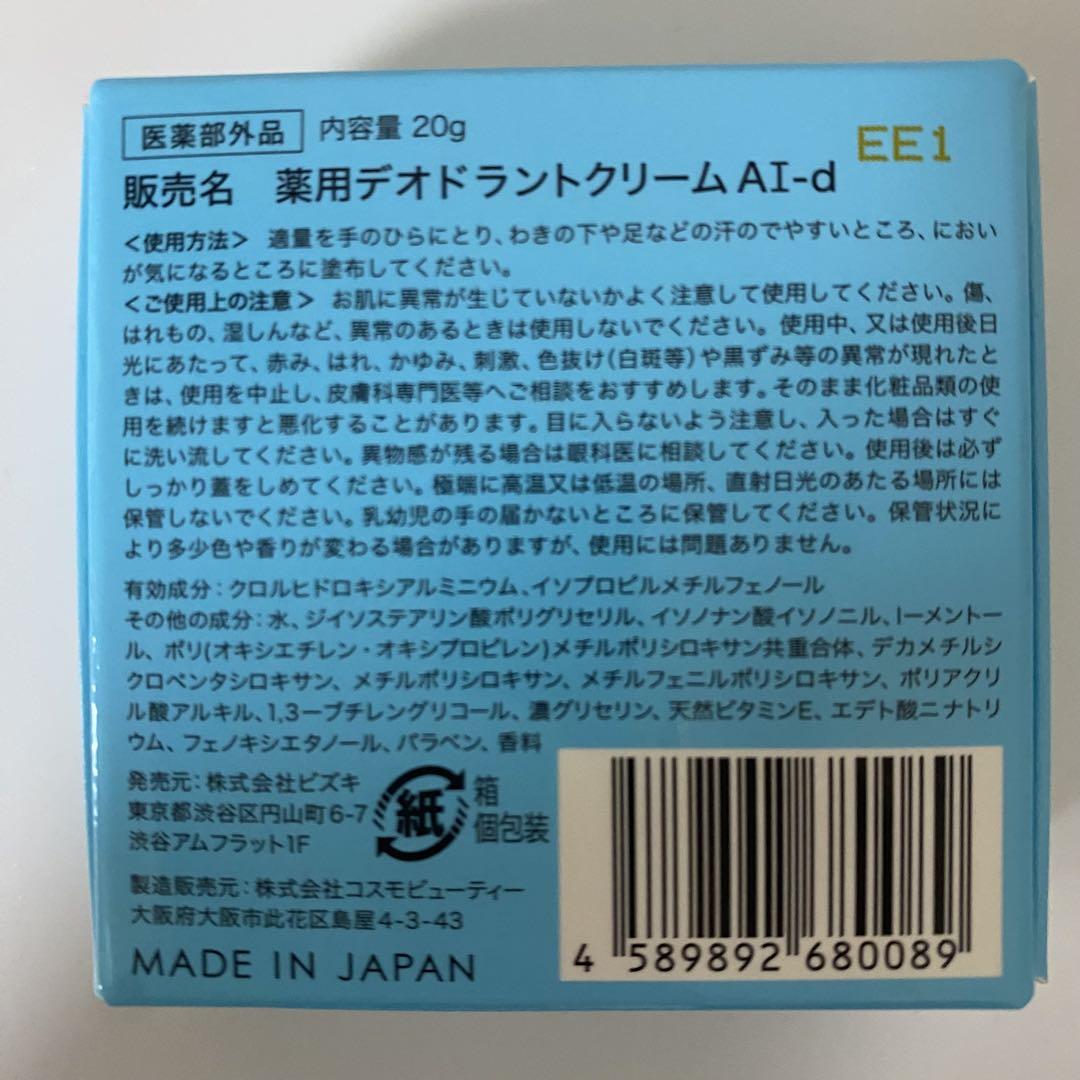 医薬部外品 内容量 20g
EE1
販売名 薬用デオドラントクリーム AI-d
<使用方法> 適量を手のひらにとり、わきの下や足などの汗のでやすいところ、におい
が気になるところに塗布してください。
<ご使用上の注意> お肌に異常が生じていないかよく注意して使用してください。傷、
はれもの、湿しんなど、異常のあるときは使用しないでください。使用中、又は使用後日
光にあたって、赤み、はれ、かゆみ、刺激、色抜け(白斑等)や黒ずみ等の異常が現れたと
きは、使用を中止し、皮膚科専門医等へご相談をおすすめします。そのまま化粧品類の使
用を続けますと悪化することがあります。目に入らないよう注意し、入った場合はすぐ
に洗い流してください。異物感が残る場合は眼科医に相談してください。使用後は必ず
しっかり蓋をしめてください。極端に高温又は低温の場所、直射日光のあたる場所には
保管しないでください。乳幼児の手の届かないところに保管してください。保管状況に
より多少色や香りが変わる場合がありますが、使用には問題ありません。
有効成分:クロルヒドロキシアルミニウム、イソプロピルメチルフェノール
その他の成分:水、ジイソステアリン酸ポリグリセリル、イソノナン酸イソノニル、l-メントー
ル、ポリ(オキシエチレン・オキシプロピレン)メチルポリシロキサン共重合体、デカメチルシ
クロペンタシロキサン、メチルポリシロキサン、メチルフェニルポリシロキサン、ポリアクリ
ル酸アルキル、1,3ーブチレングリコール、濃グリセリン、天然ビタミンE、エデト酸ニナトリ
ウム、フェノキシエタノール、パラベン、香料
発売元:株式会社ビズキ
東京都渋谷区円山町6-7
渋谷アムフラット1F
紙
箱
個包装
製造販売元:株式会社コスモビューティー
大阪府大阪市此花区島屋4-3-43
MADE IN JAPAN
4 589892 680089